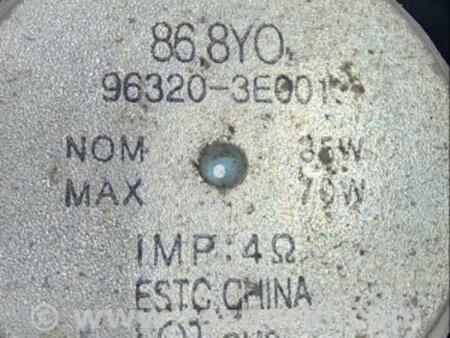 86.8YO
96320-3E001
NOM 35W
MAX 70W
IMP: 4Ω
ESTC.CHINA